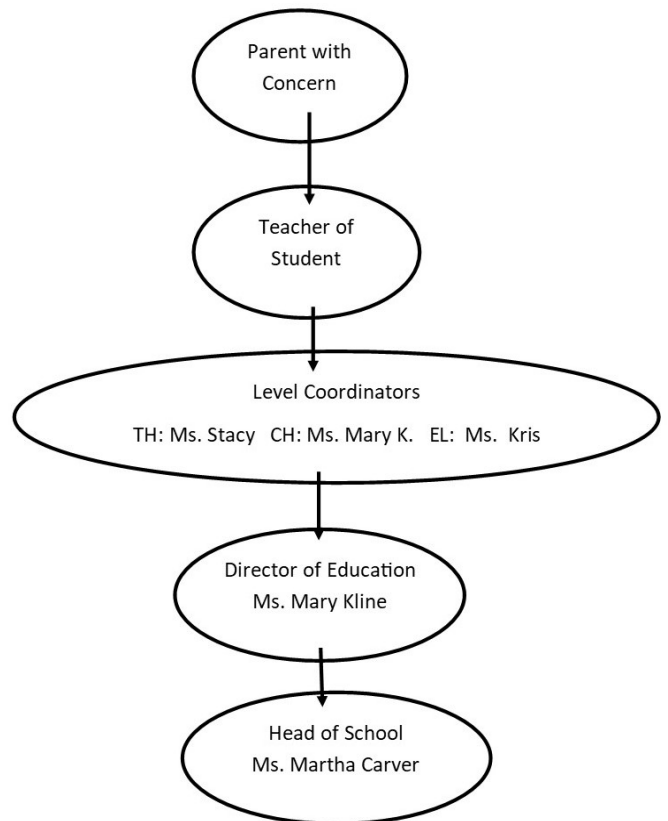 Parent with
Concern
Teacher of
Student
Level Coordinators
TH: Ms. Stacy   CH: Ms. Mary K.   EL:  Ms.  Kris
Director of Education
Ms. Mary Kline
Head of School
Ms. Martha Carver